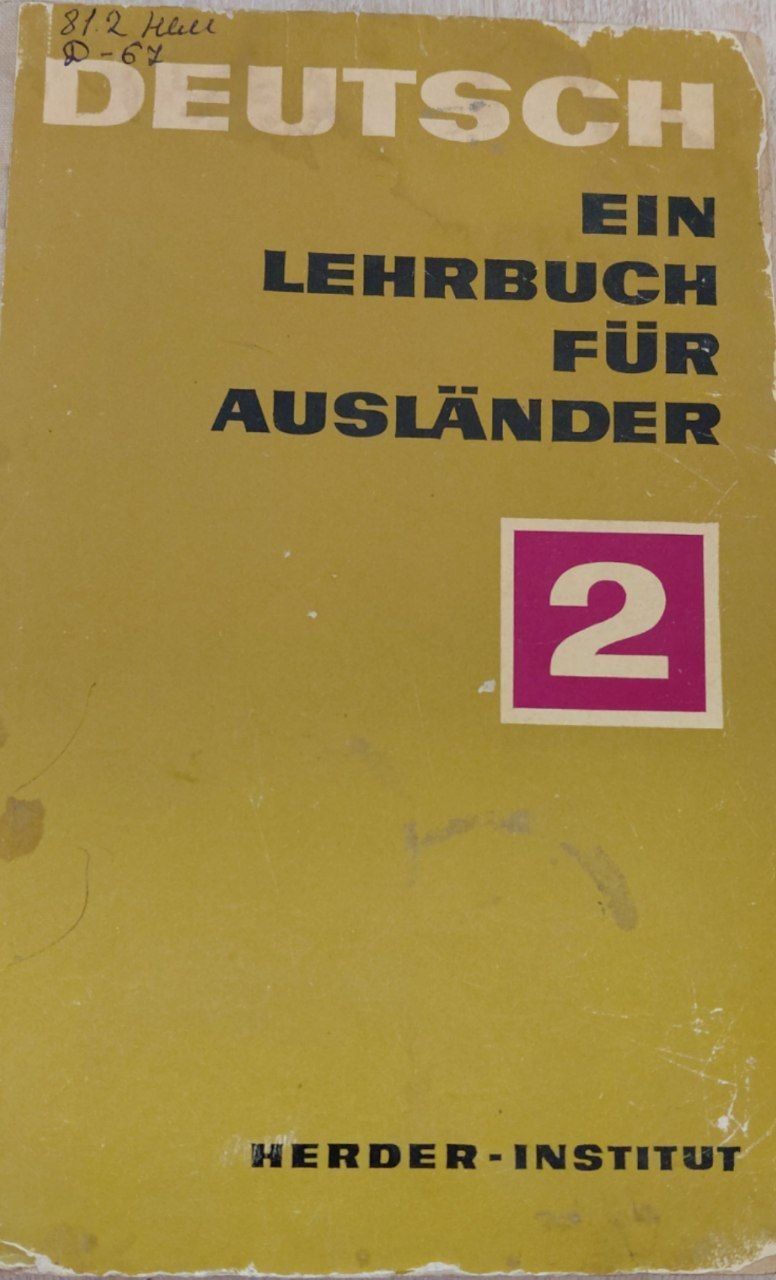 81.2 Нем
D-67
DEUTSCH
EIN
LEHRBUCH
FÜR
AUSLÄNDER
2
HERDER-INSTITUT